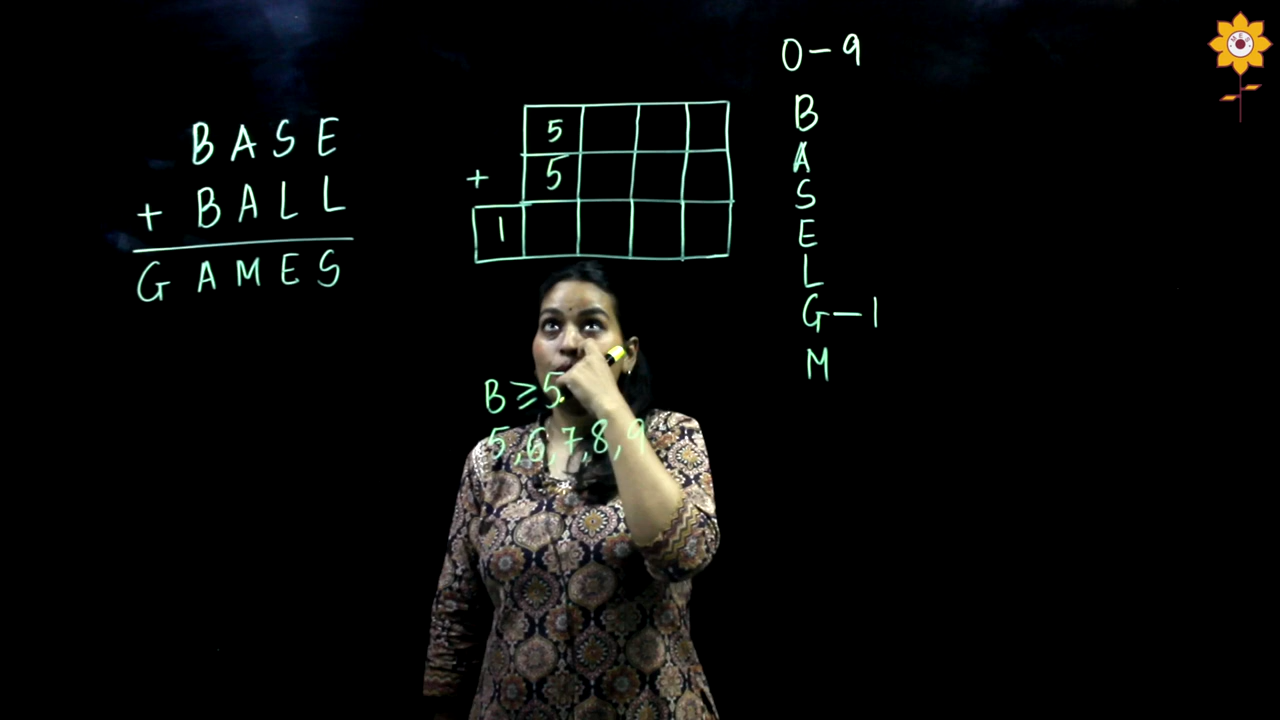 BASE
+ BALL
GAMES
5
+ 5
1
B ≥ 5
5, 6, 7, 8, 9
0 – 9
B
A
S
E
L
G – 1
M